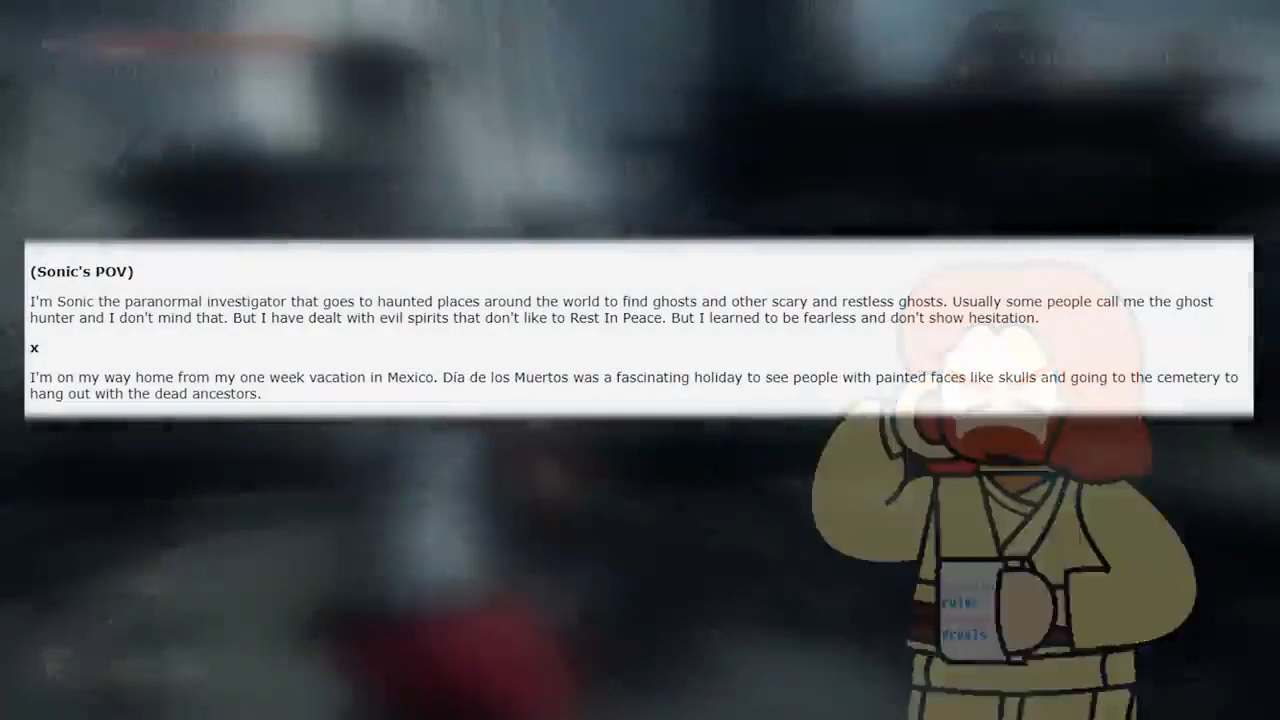 (Sonic's POV)
I'm Sonic the paranormal investigator that goes to haunted places around the world to find ghosts and other scary and restless ghosts. Usually some people call me the ghost
hunter and I don't mind that. But I have dealt with evil spirits that don't like to Rest In Peace. But I learned to be fearless and don't show hesitation.
x
I'm on my way home from my one week vacation in Mexico. Día de los Muertos was a fascinating holiday to see people with painted faces like skulls and going to the cemetery to
hang out with the dead ancestors.